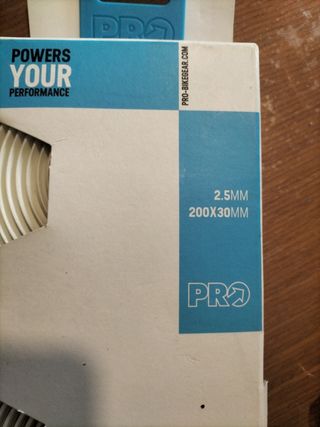 PRO
POWERS
YOUR
PERFORMANCE
PRO-BIKEGEAR.COM
2.5MM
200X30MM
PRO